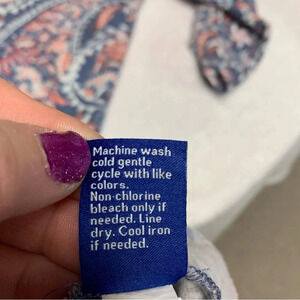 Machine wash
cold gentle
cycle with like
colors.
Non-chlorine
bleach only if
needed. Line
dry. Cool iron
if needed.